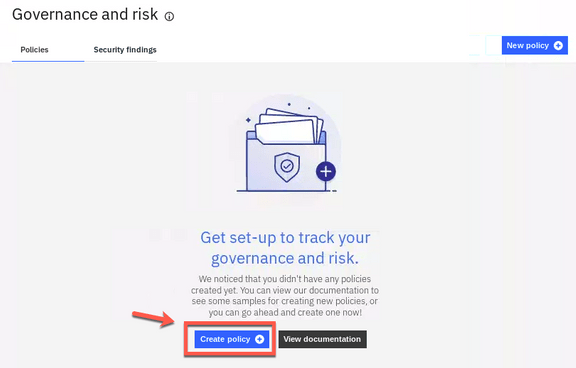 Governance and risk
Policies
Security findings
New policy
Get set-up to track your
governance and risk.
We noticed that you didn't have any policies
created yet. You can view our documentation to
see some samples for creating new policies, or
you can go ahead and create one now!
Create policy
View documentation